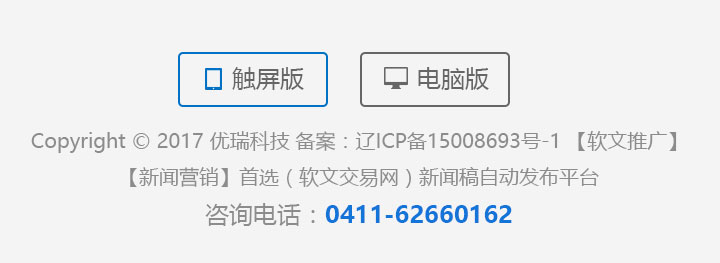 触屏版 电脑版
Copyright © 2017 优瑞科技 备案：辽ICP备15008693号-1 【软文推广】
【新闻营销】首选（软文交易网）新闻稿自动发布平台
咨询电话：0411-62660162